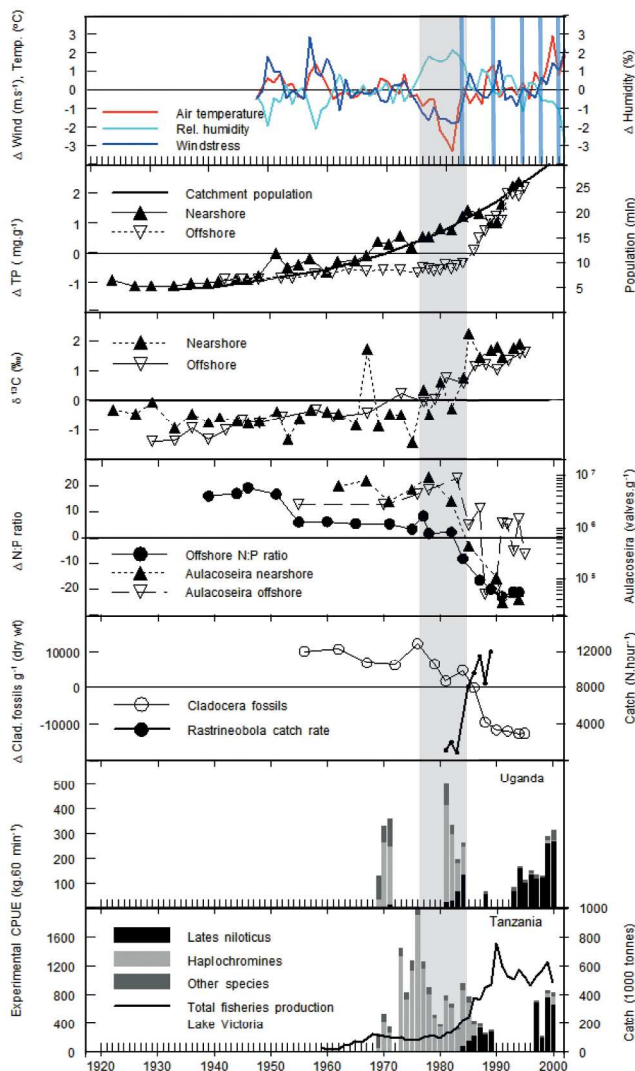 Δ Wind (m.s¹), Temp. (ºC)
3
2
1
0
-1
-2
-3
Air temperature
Rel. humidity
Windstress
3
2
1
0
-1
-2
-3
Δ Humidity (%)
Δ TP ( mg.g¹)
2
1
0
-1
Catchment population
Nearshore
Offshore
25
20
15
10
5
Population (min)
δ ¹³C (‰)
2
1
0
-1
Nearshore
Offshore
Δ N:P ratio
20
10
0
-10
-20
Offshore N:P ratio
Aulacoseira nearshore
Aulacoseira offshore
10⁷
10⁶
10⁵
Aulacoseira (valves.g¹)
Δ Clad. fossils g⁻¹ (dry wt)
10000
0
-10000
Cladocera fossils
Rastrineobola catch rate
12000
8000
4000
Catch (N.hour⁻¹)
Experimental CPUE (kg.60 min⁻¹)
500
400
300
200
100
Uganda
1600
1200
800
400
0
Lates niloticus
Haplochromines
Other species
Total fisheries production
Lake Victoria
Tanzania
1000
800
600
400
200
0
Catch (1000 tonnes)
1920 1930 1940 1950 1960 1970 1980 1990 2000